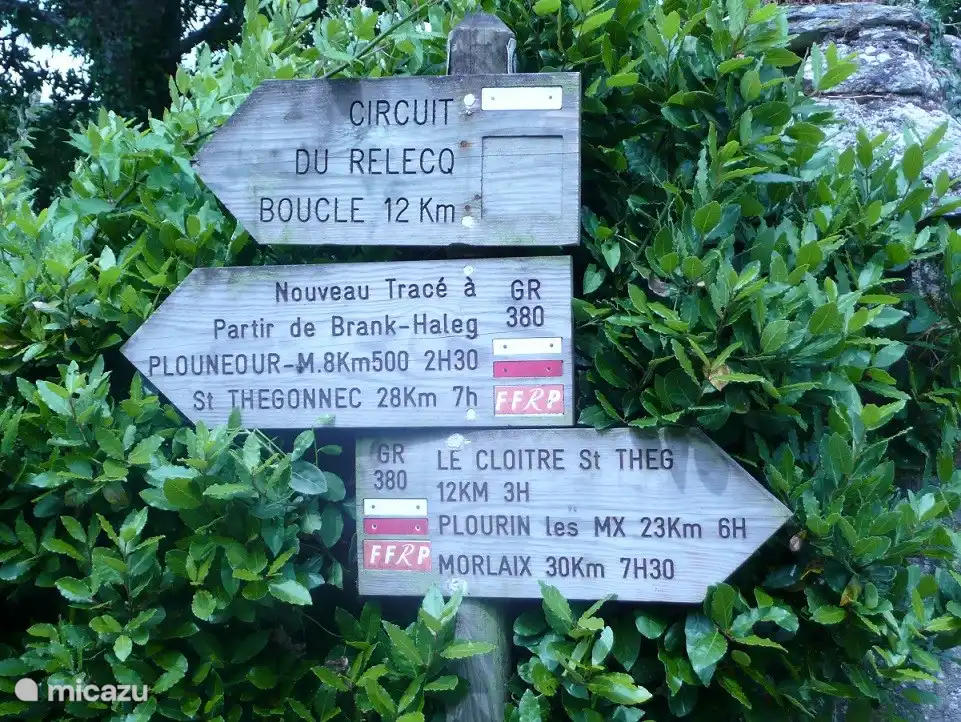 CIRCUIT
DU RELECQ
BOUCLE 12 Km
Nouveau Tracé à
Partir de Brank-Haleg
PLOUNEOUR-M.8Km500 2H30
St THEGONNEC 28Km 7h
GR
380
FFRP
GR
380
FFRP
LE CLOITRE St THEG
12KM 3H
PLOURIN les MX 23Km 6H
MORLAIX 30Km 7H30
micazu